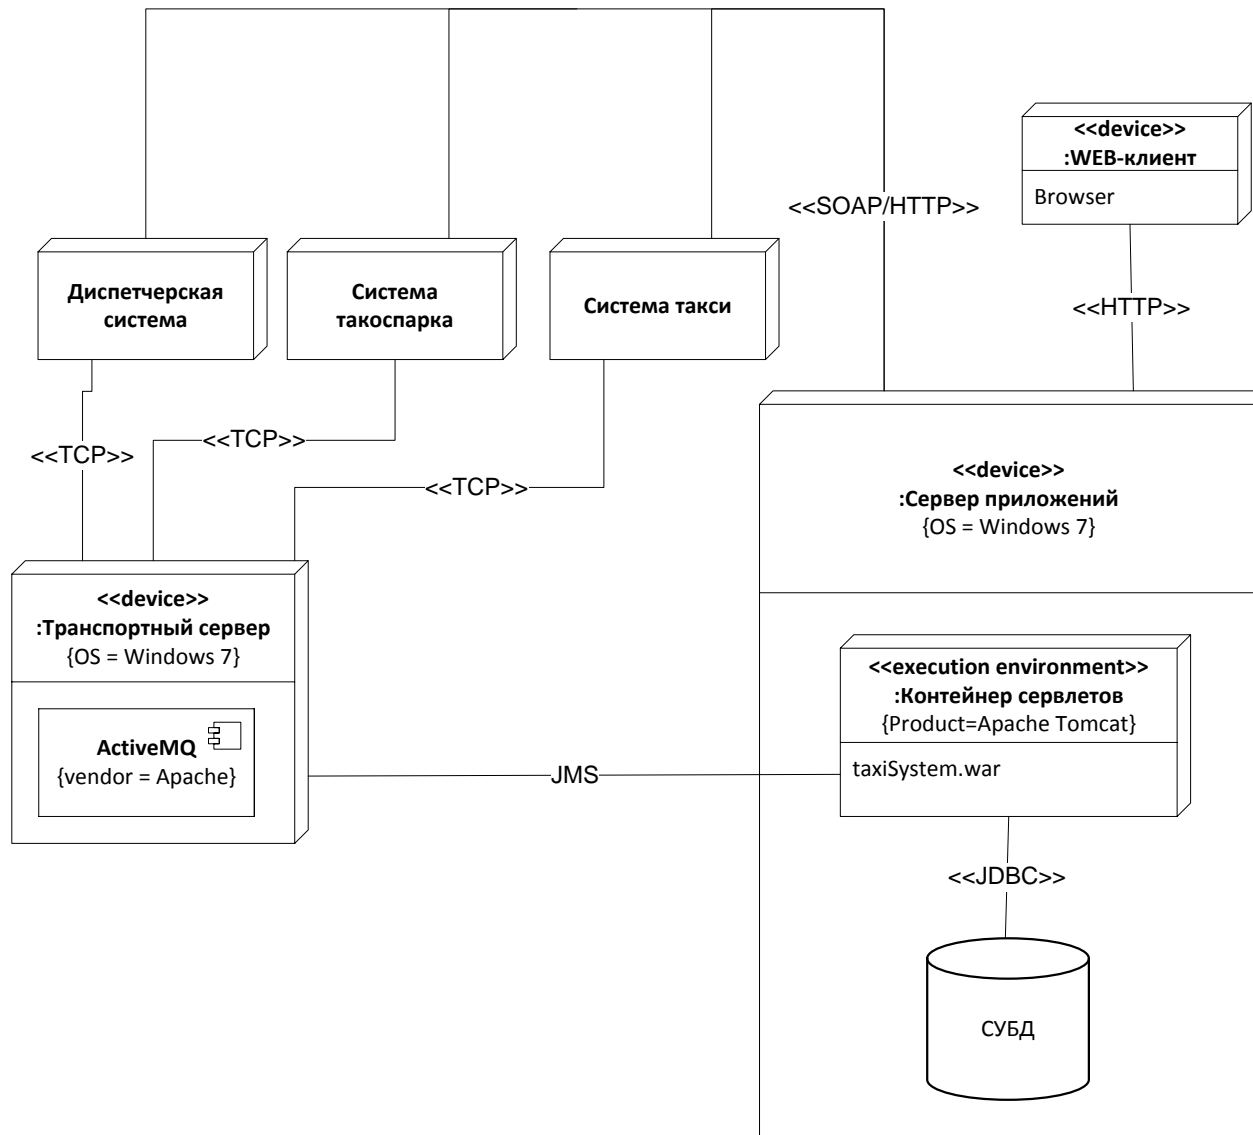 <<device>>
:WEB-клиент
Browser
<<SOAP/HTTP>>
<<HTTP>>
Диспетчерская
система
Система
такоспарка
Система такси
<<TCP>>
<<TCP>>
<<TCP>>
<<device>>
:Сервер приложений
{OS = Windows 7}
<<device>>
:Транспортный сервер
{OS = Windows 7}
ActiveMQ
{vendor = Apache}
JMS
<<execution environment>>
:Контейнер сервлетов
{Product=Apache Tomcat}
taxiSystem.war
<<JDBC>>
СУБД